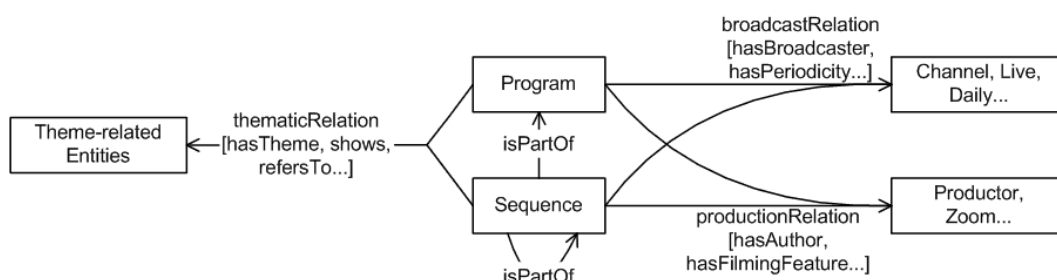 broadcastRelation
[hasBroadcaster,
hasPeriodicity...]
Program
Channel, Live,
Daily...
thematicRelation
[hasTheme, shows,
refersTo...]
Theme-related
Entities
isPartOf
Sequence
Productor,
Zoom...
productionRelation
[hasAuthor,
hasFilmingFeature...]
isPartOf